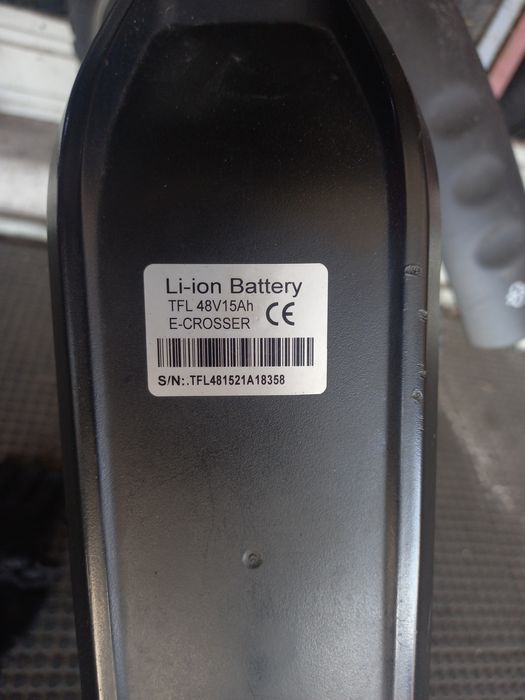 Li-ion Battery
TFL 48V15Ah
E-CROSSER CE
S/N:.TFL481521A18358